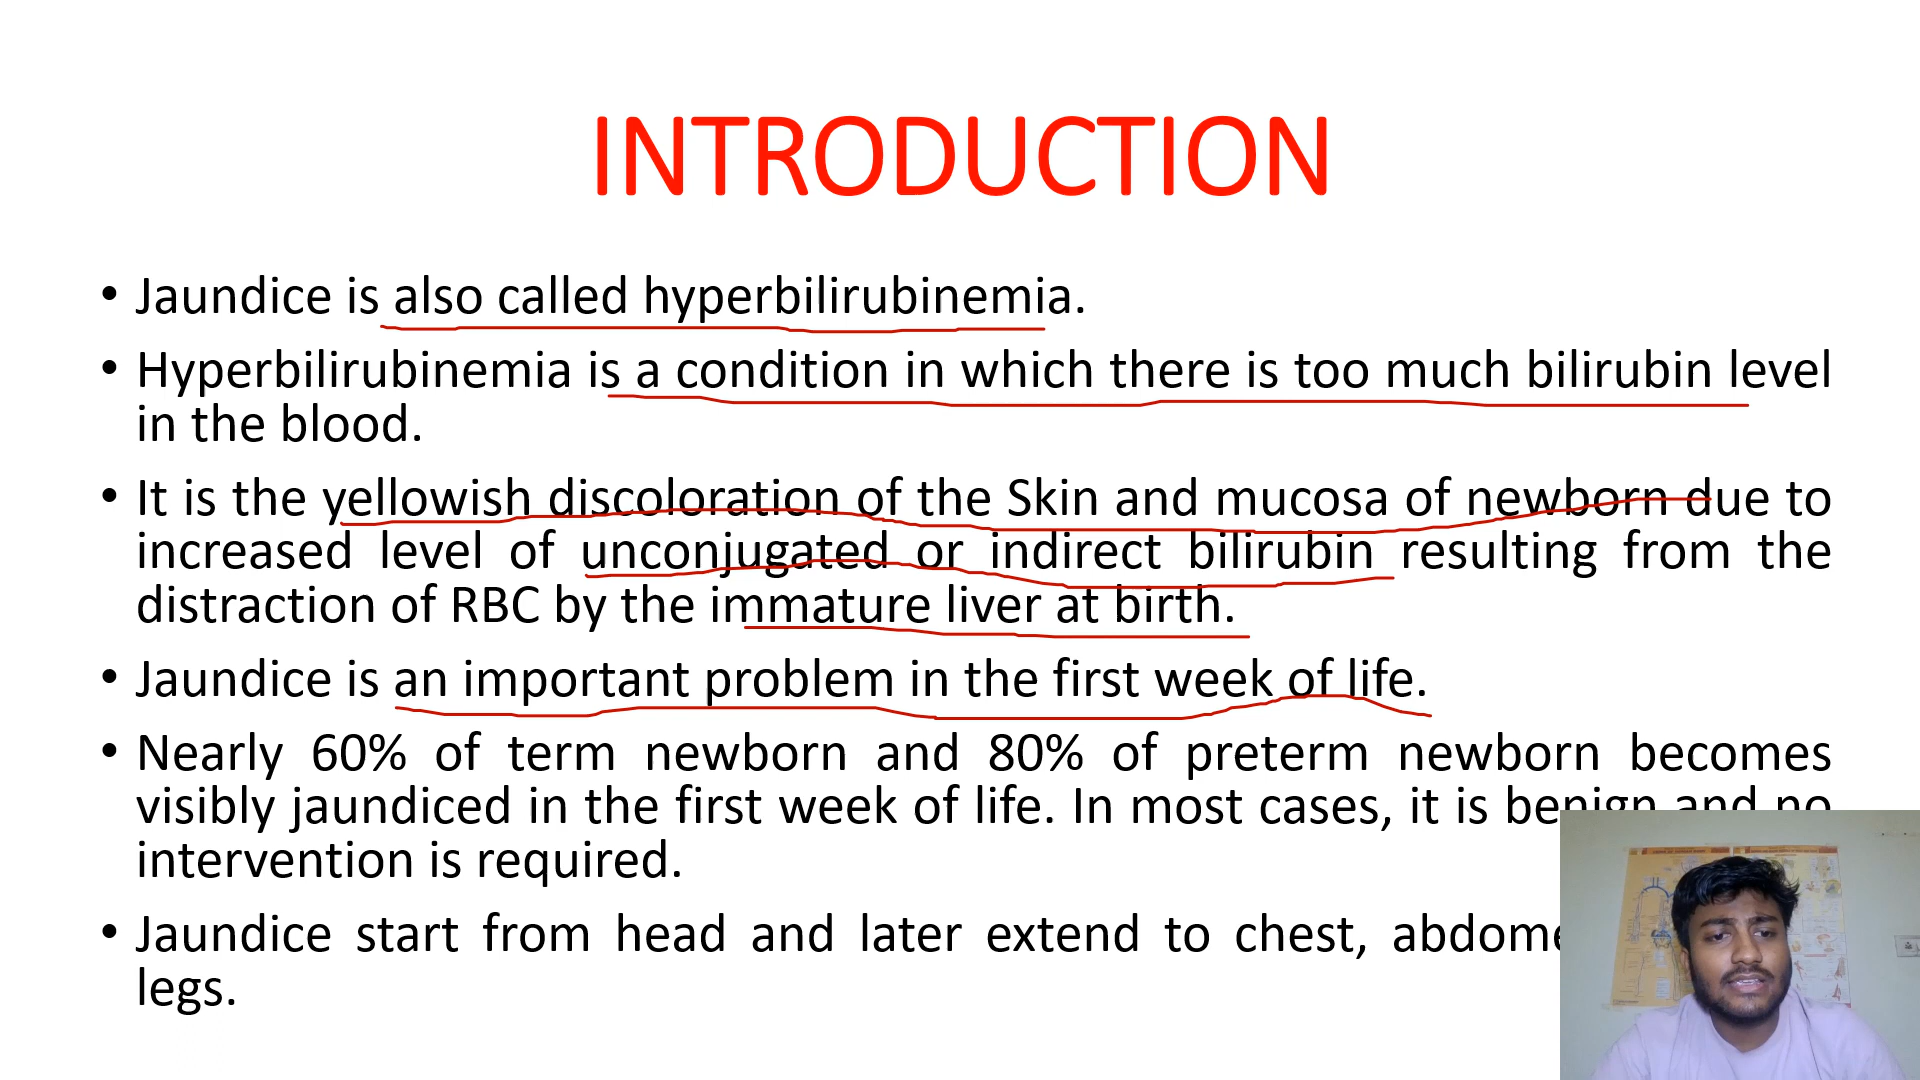 INTRODUCTION
• Jaundice is also called hyperbilirubinemia.
• Hyperbilirubinemia is a condition in which there is too much bilirubin level
in the blood.
• It is the yellowish discoloration of the Skin and mucosa of newborn due to
increased level of unconjugated or indirect bilirubin resulting from the
distraction of RBC by the immature liver at birth.
• Jaundice is an important problem in the first week of life.
• Nearly 60% of term newborn and 80% of preterm newborn becomes
visibly jaundiced in the first week of life. In most cases, it is benign and no
intervention is required.
• Jaundice start from head and later extend to chest,
legs.